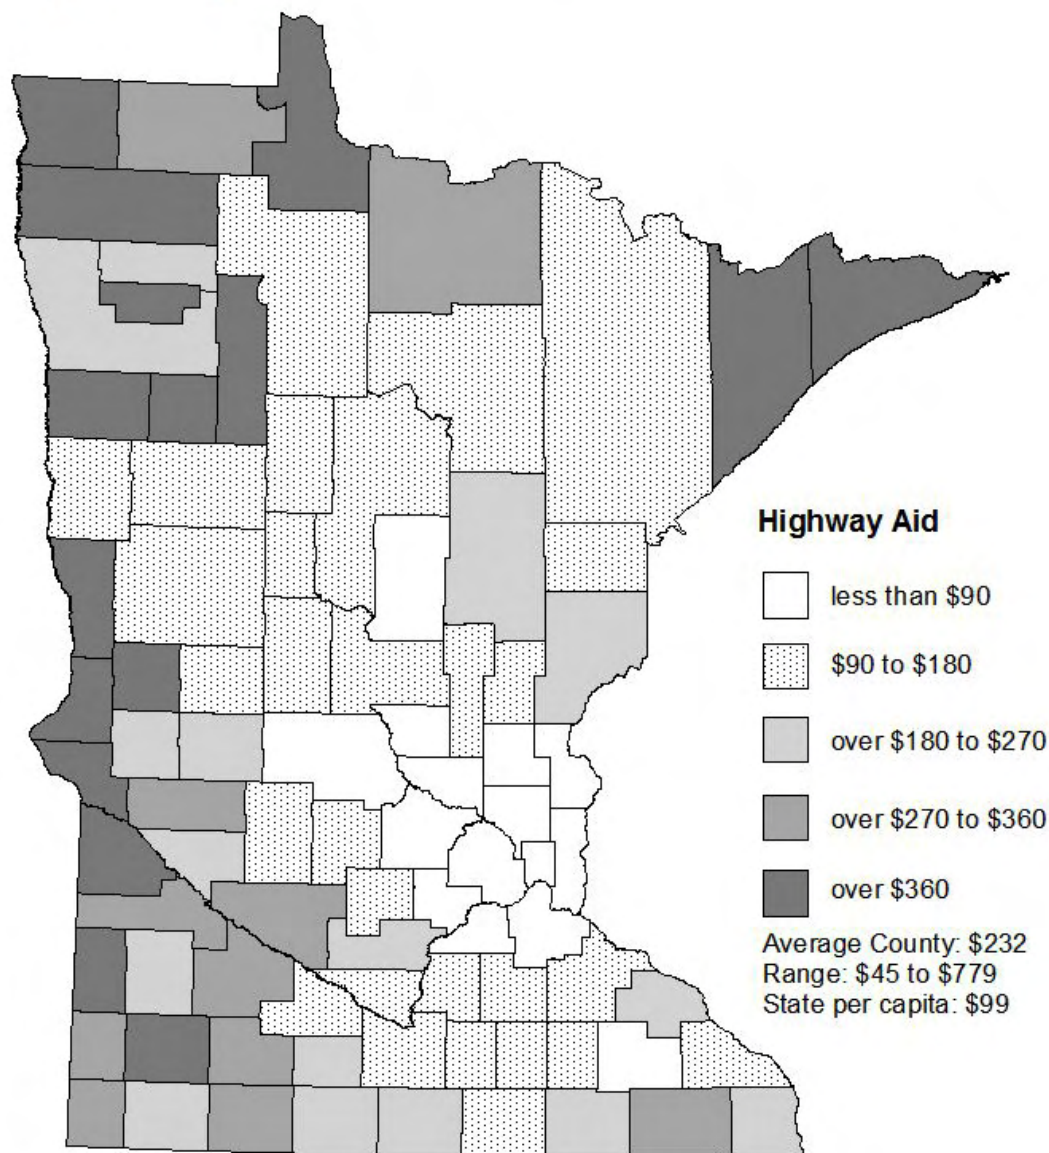 Highway Aid
less than $90
$90 to $180
over $180 to $270
over $270 to $360
over $360
Average County: $232
Range: $45 to $779
State per capita: $99